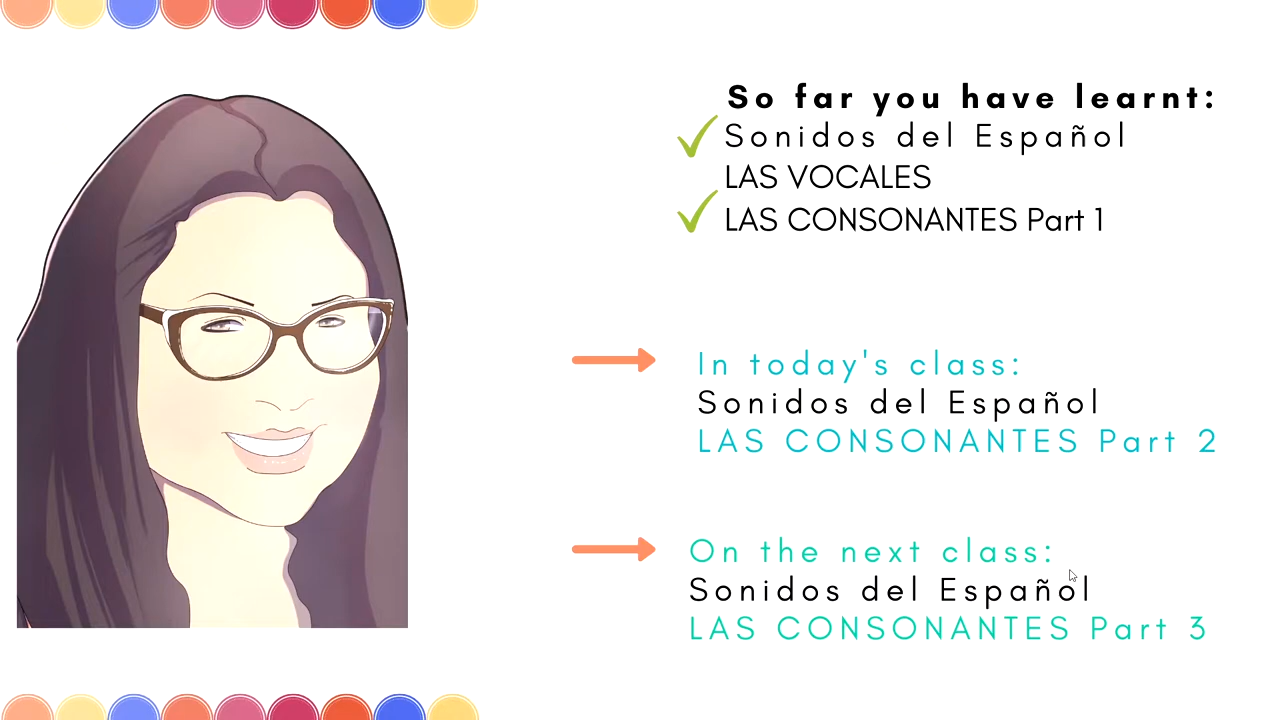 So far you have learnt:
Sonidos del Español
LAS VOCALES
LAS CONSONANTES Part 1
In today's class:
Sonidos del Español
LAS CONSONANTES Part 2
On the next class:
Sonidos del Español
LAS CONSONANTES Part 3